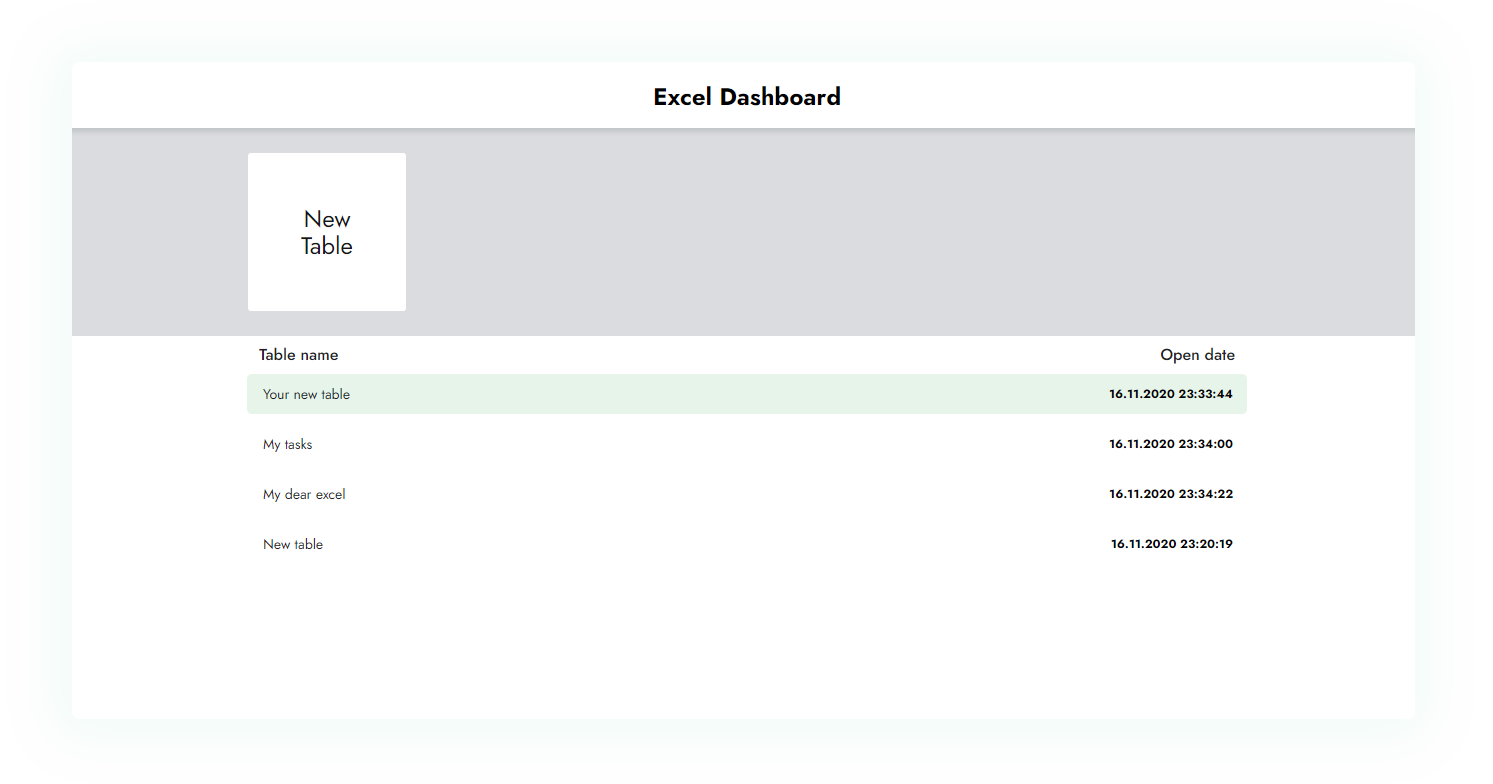 Excel Dashboard
New
Table
Table name Open date
Your new table 16.11.2020 23:33:44
My tasks 16.11.2020 23:34:00
My dear excel 16.11.2020 23:34:22
New table 16.11.2020 23:20:19